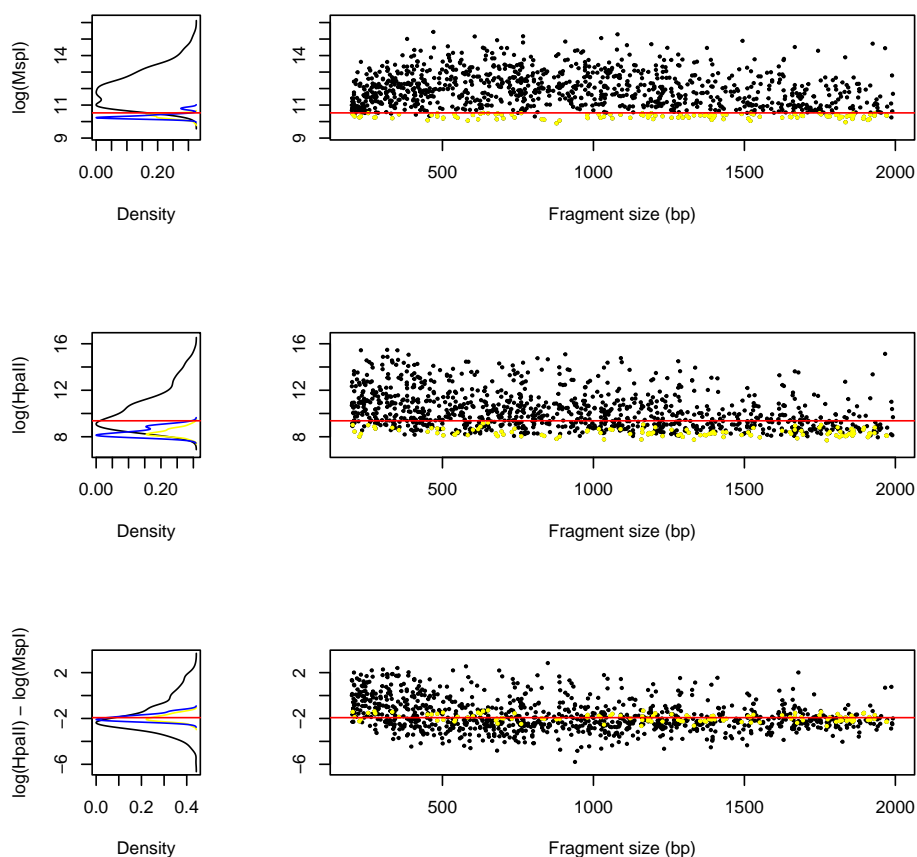 log(MspI)
14
11
9
0.00 0.20
Density
500 1000 1500 2000
Fragment size (bp)
log(HpaII)
16
12
8
0.00 0.20
Density
16
12
8
500 1000 1500 2000
Fragment size (bp)
log(HpaII) − log(MspI)
2
−2
−6
0.0 0.2 0.4
Density
2
−2
−6
500 1000 1500 2000
Fragment size (bp)